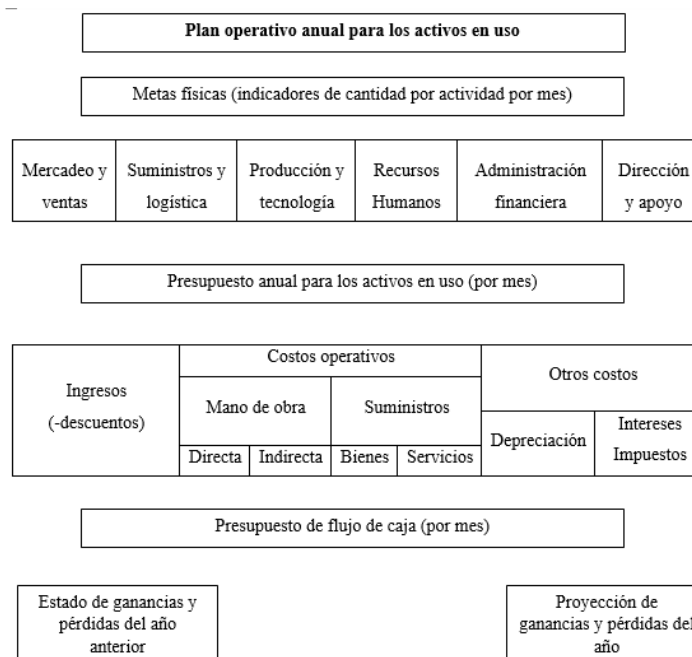 Plan operativo anual para los activos en uso
Metas físicas (indicadores de cantidad por actividad por mes)
Mercadeo y
ventas
Suministros y
logística
Producción y
tecnología
Recursos
Humanos
Administración
financiera
Dirección
y apoyo
Presupuesto anual para los activos en uso (por mes)
Ingresos
(-descuentos)
Costos operativos
Mano de obra
Suministros
Directa
Indirecta
Bienes
Servicios
Otros costos
Depreciación
Intereses
Impuestos
Presupuesto de flujo de caja (por mes)
Estado de ganancias y
pérdidas del año
anterior
Proyección de
ganancias y pérdidas del
año